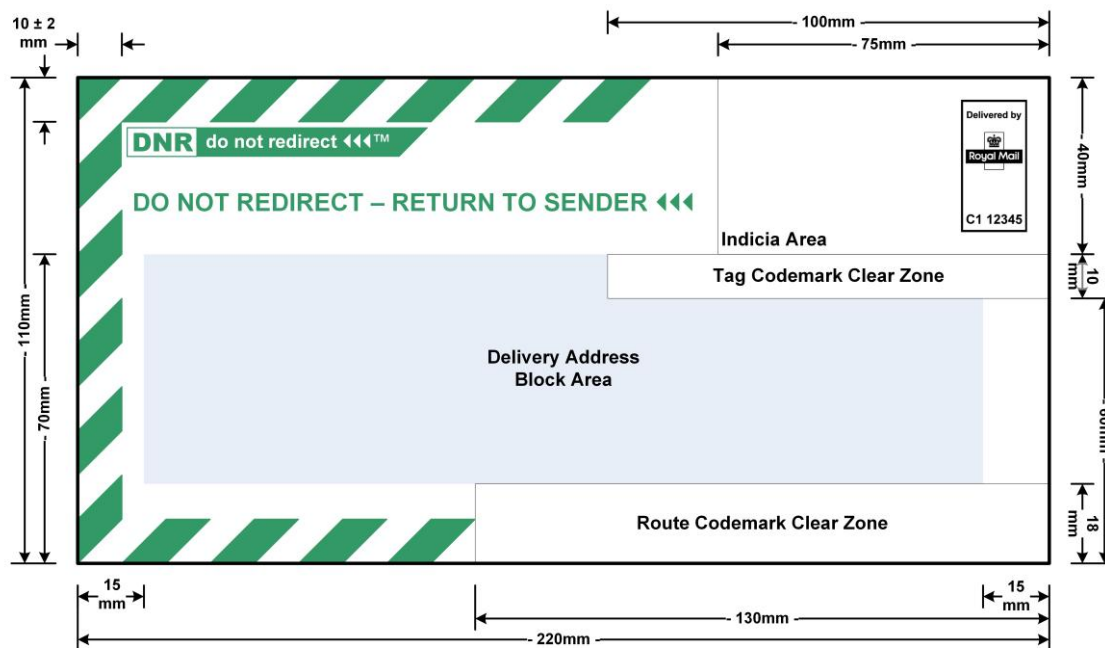 10 ± 2
mm
- 100mm -
- 75mm -
DNR do not redirect ™
DO NOT REDIRECT – RETURN TO SENDER
Delivered by
Royal Mail
C1 12345
- 40mm -
Indicia Area
Tag Codemark Clear Zone
10
mm
- 110mm -
- 70mm -
Delivery Address
Block Area
Route Codemark Clear Zone
18
mm
15
mm
15
mm
- 130mm -
- 220mm -